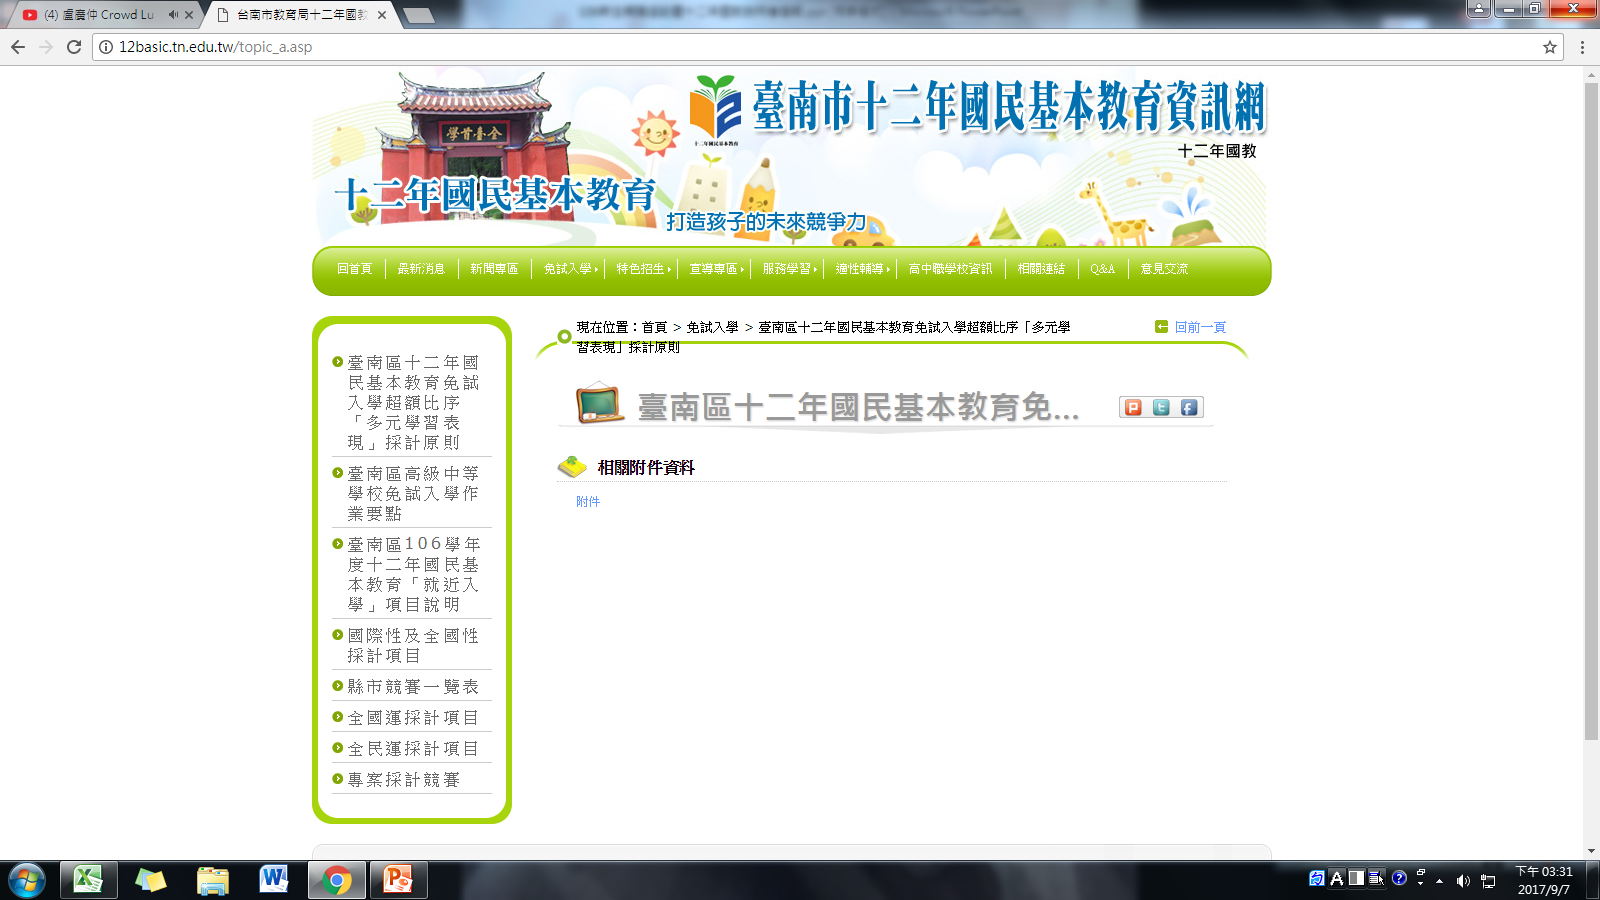 (4) 盧廣仲 Crowd Lu
台南市教育局十二年國教
12basic.tn.edu.tw/topic_a.asp
全臺首學
臺南市十二年國民基本教育資訊網
十二年國民基本教育
十二年國教
十二年國民基本教育
打造孩子的未來競爭力
回首頁 最新消息 新聞專區 免試入學 特色招生 宣導專區 服務學習 適性輔導 高中職學校資訊 相關連結 Q&A 意見交流
現在位置：首頁 > 免試入學 > 臺南區十二年國民基本教育免試入學超額比序「多元學
習表現」採計原則
回前一頁
臺南區十二年國
民基本教育免試
入學超額比序
「多元學習表
現」採計原則
臺南區高級中等
學校免試入學作
業要點
臺南區106學年
度十二年國民基
本教育「就近入
學」項目說明
國際性及全國性
採計項目
縣市競賽一覽表
全國運採計項目
全民運採計項目
專案採計競賽
臺南區十二年國民基本教育免...
相關附件資料
附件
下午 03:31
2017/9/7